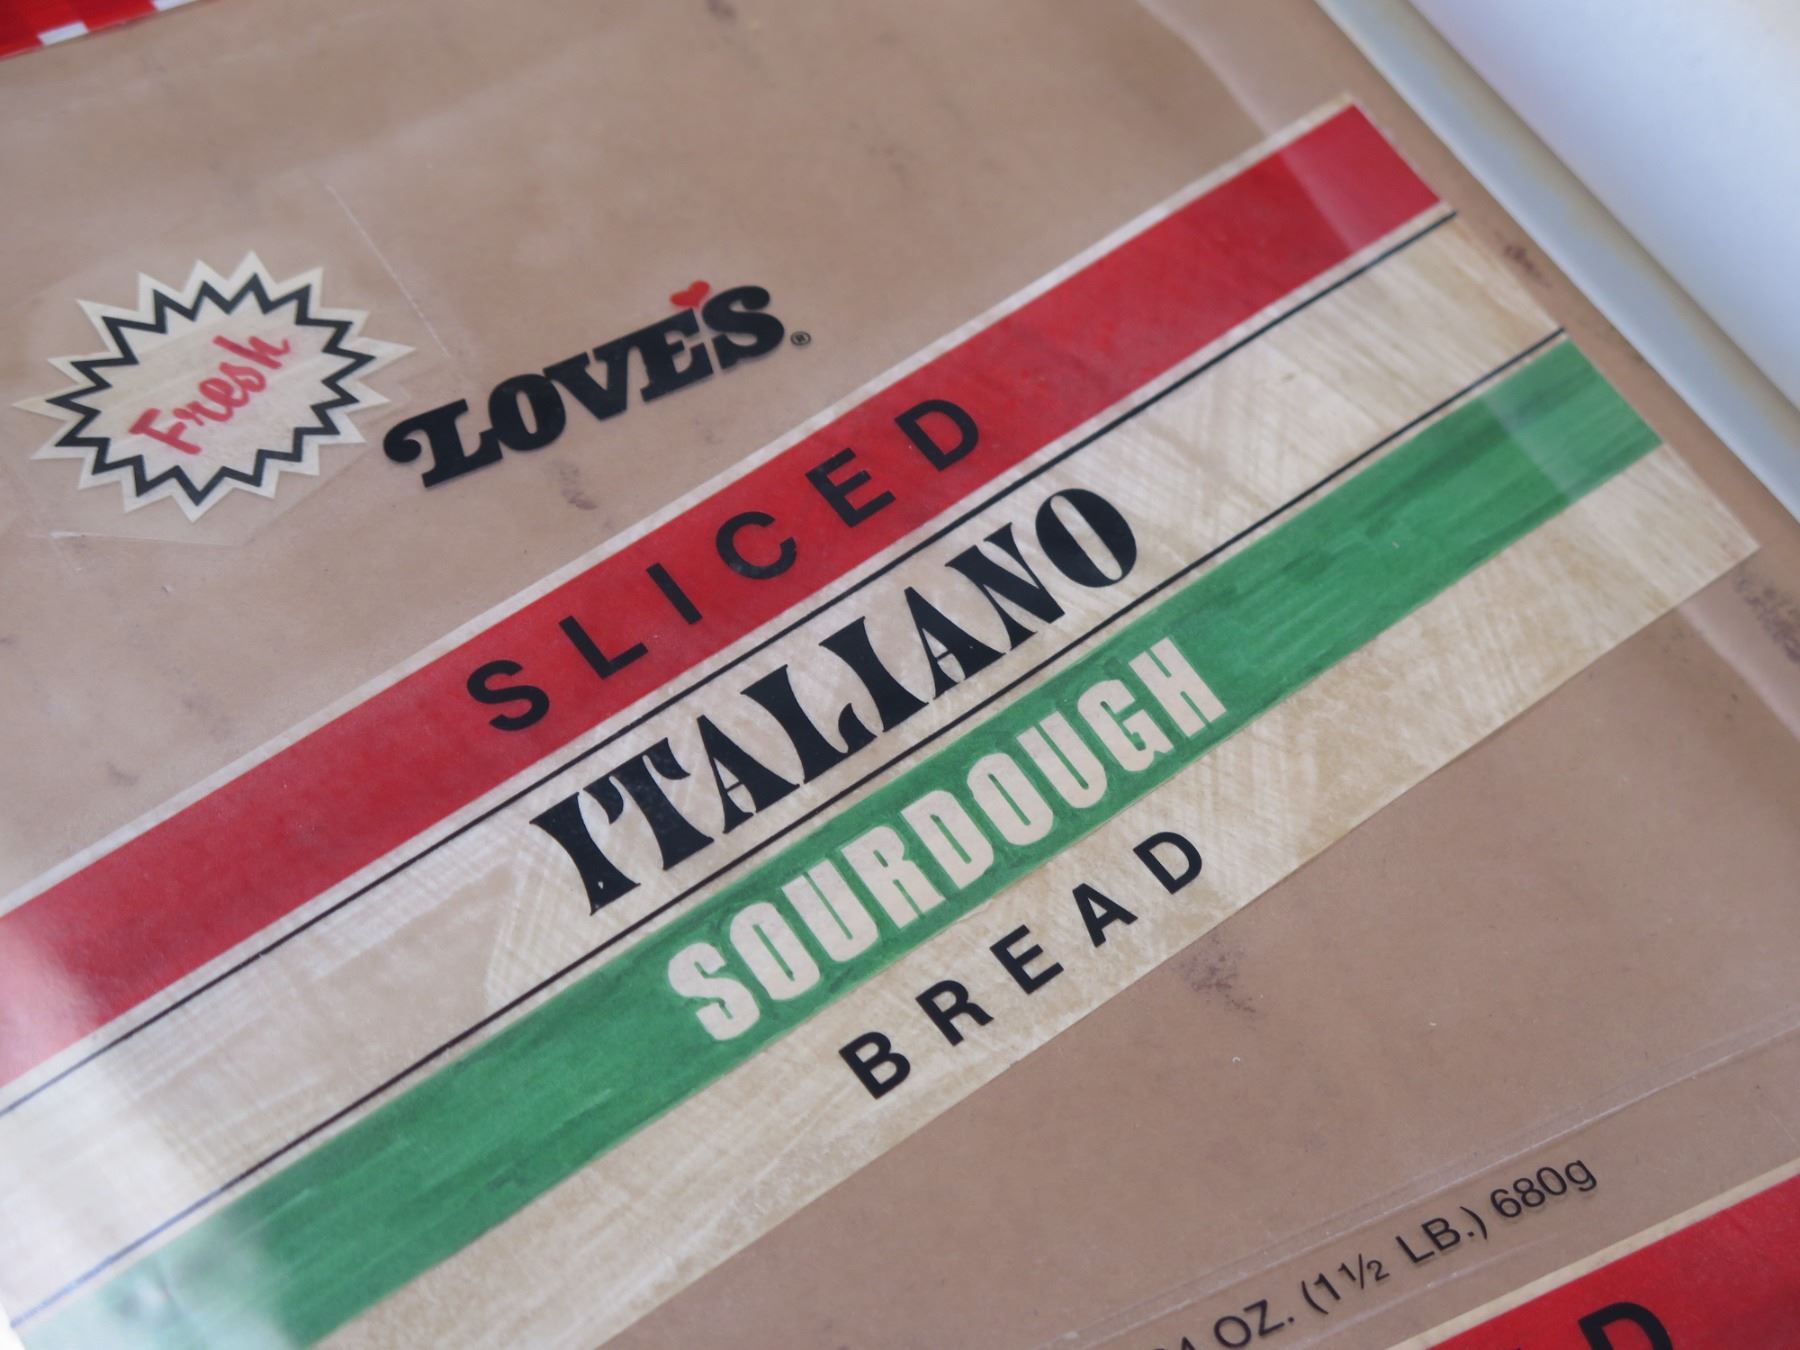 Fresh
LOVE'S®
SLICED
ITALIANO
SOURDOUGH
BREAD
OZ. (1½ LB.) 680g
D